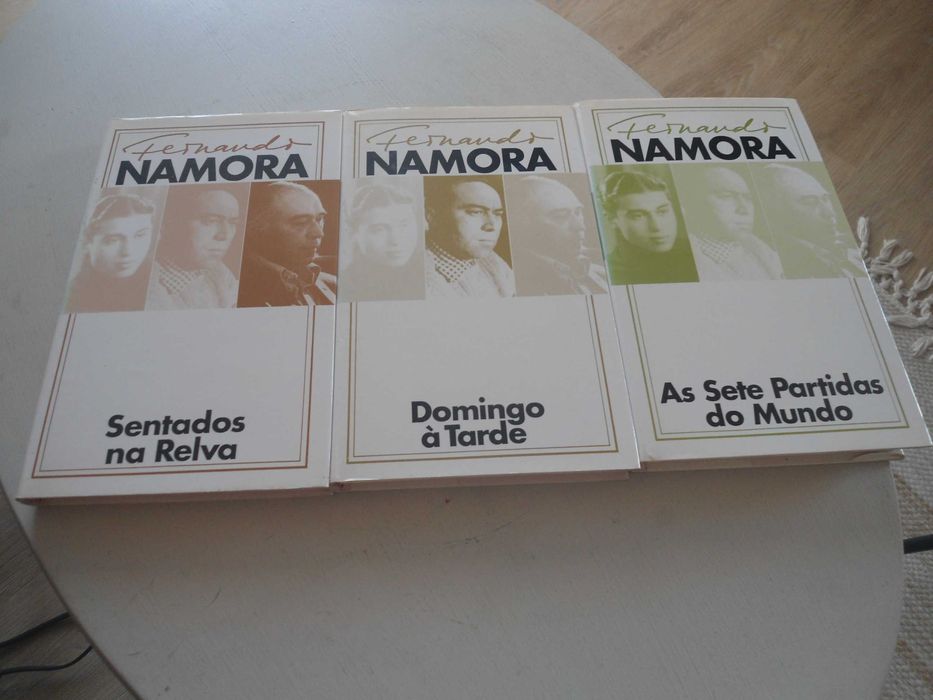 Fernando
NAMORA
Sentados
na Relva
Fernando
NAMORA
Domingo
à Tarde
Fernando
NAMORA
As Sete Partidas
do Mundo